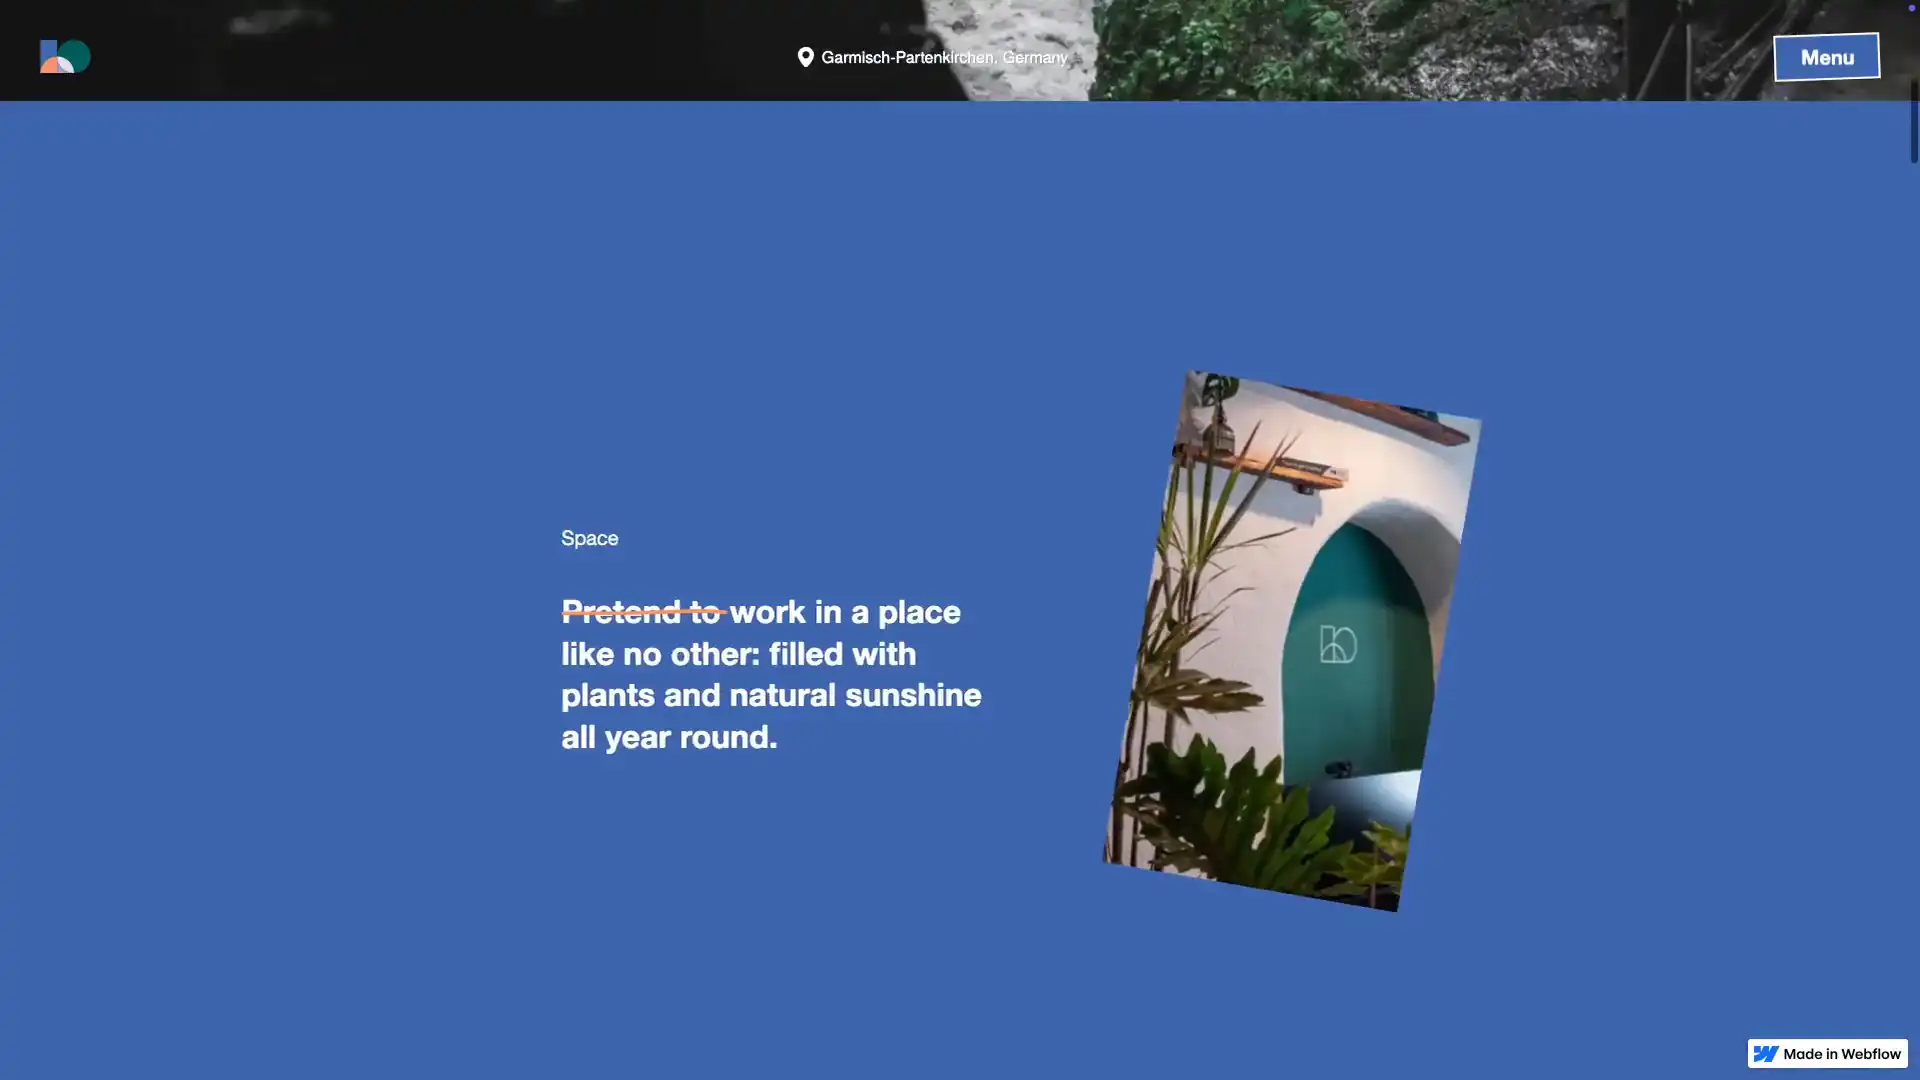 Garmisch-Partenkirchen, Germany
Menu
Space
Pretend to work in a place
like no other: filled with
plants and natural sunshine
all year round.
Made in Webflow